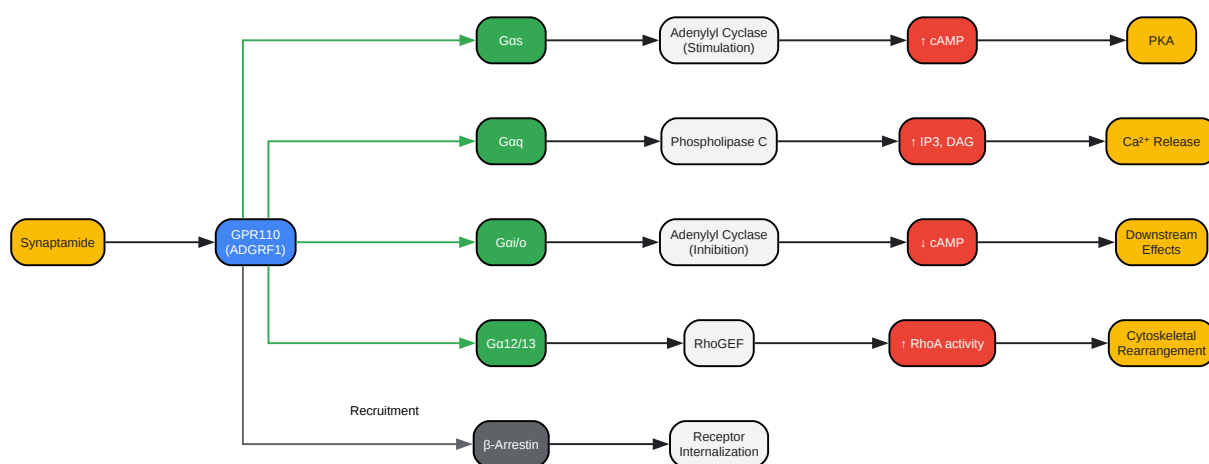 Gαs
Adenylyl Cyclase
(Stimulation)
↑ cAMP
PKA
Gαq
Phospholipase C
↑ IP3, DAG
Ca²⁺ Release
Synaptamide
GPR110
(ADGRF1)
Gαi/o
Adenylyl Cyclase
(Inhibition)
↓ cAMP
Downstream
Effects
Gα12/13
RhoGEF
↑ RhoA activity
Cytoskeletal
Rearrangement
Recruitment
β-Arrestin
Receptor
Internalization